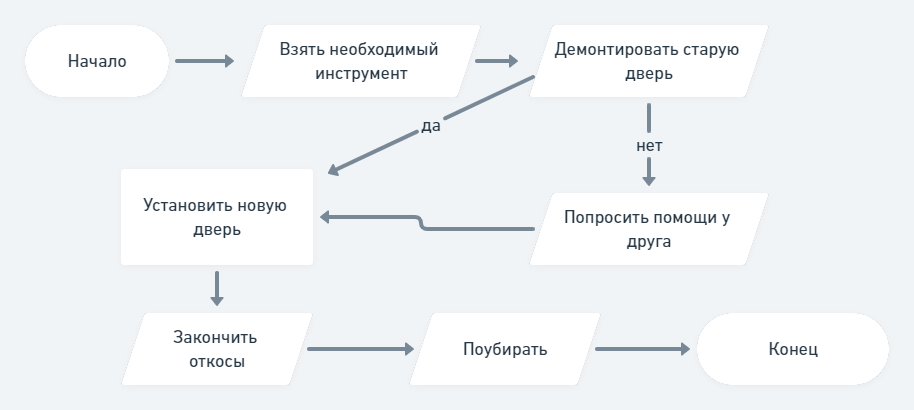 Начало
Взять необходимый
инструмент
Демонтировать старую
дверь
да
нет
Установить новую
дверь
Попросить помощи у
друга
Закончить
откосы
Поубирать
Конец